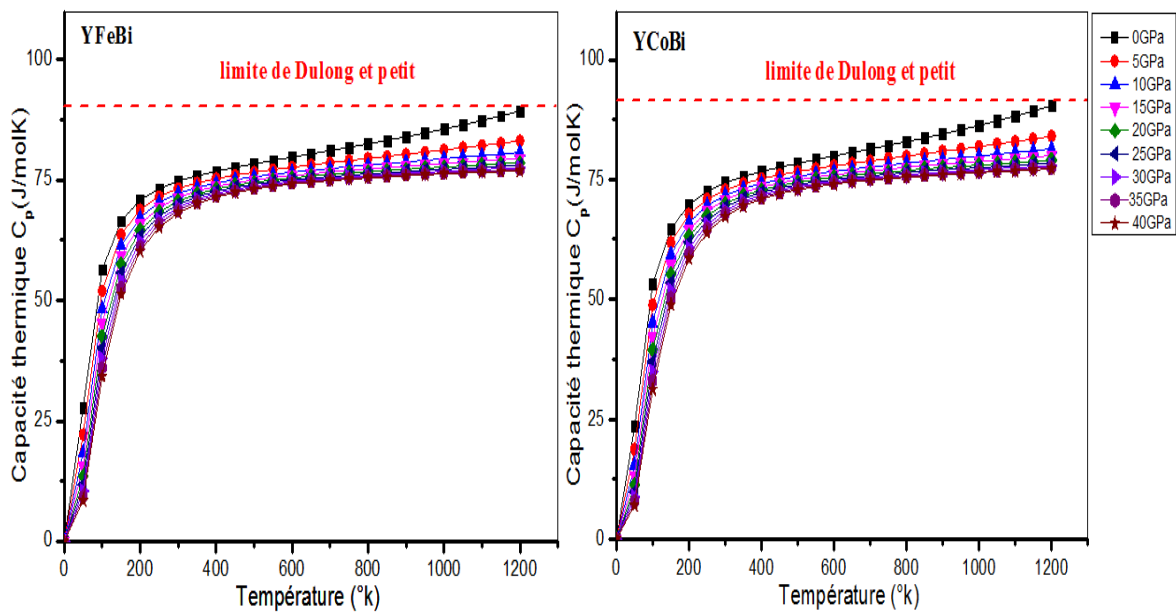 YFeBi
limite de Dulong et petit
Capacité thermique C_P (J/molK)
100
75
50
25
0
0 200 400 600 800 1000 1200
Température (°k)
YCoBi
limite de Dulong et petit
Capacité thermique C_P (J/molK)
100
75
50
25
0
0 200 400 600 800 1000 1200
Température (°k)
0GPa
5GPa
10GPa
15GPa
20GPa
25GPa
30GPa
35GPa
40GPa